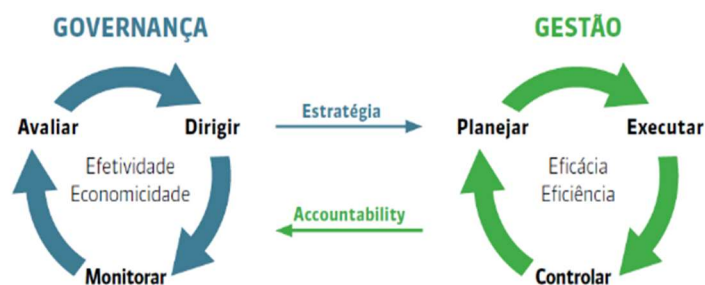 GOVERNANÇA
Avaliar
Dirigir
Efetividade
Economicidade
Monitorar
Estratégia
Accountability
GESTÃO
Planejar
Executar
Eficácia
Eficiência
Controlar